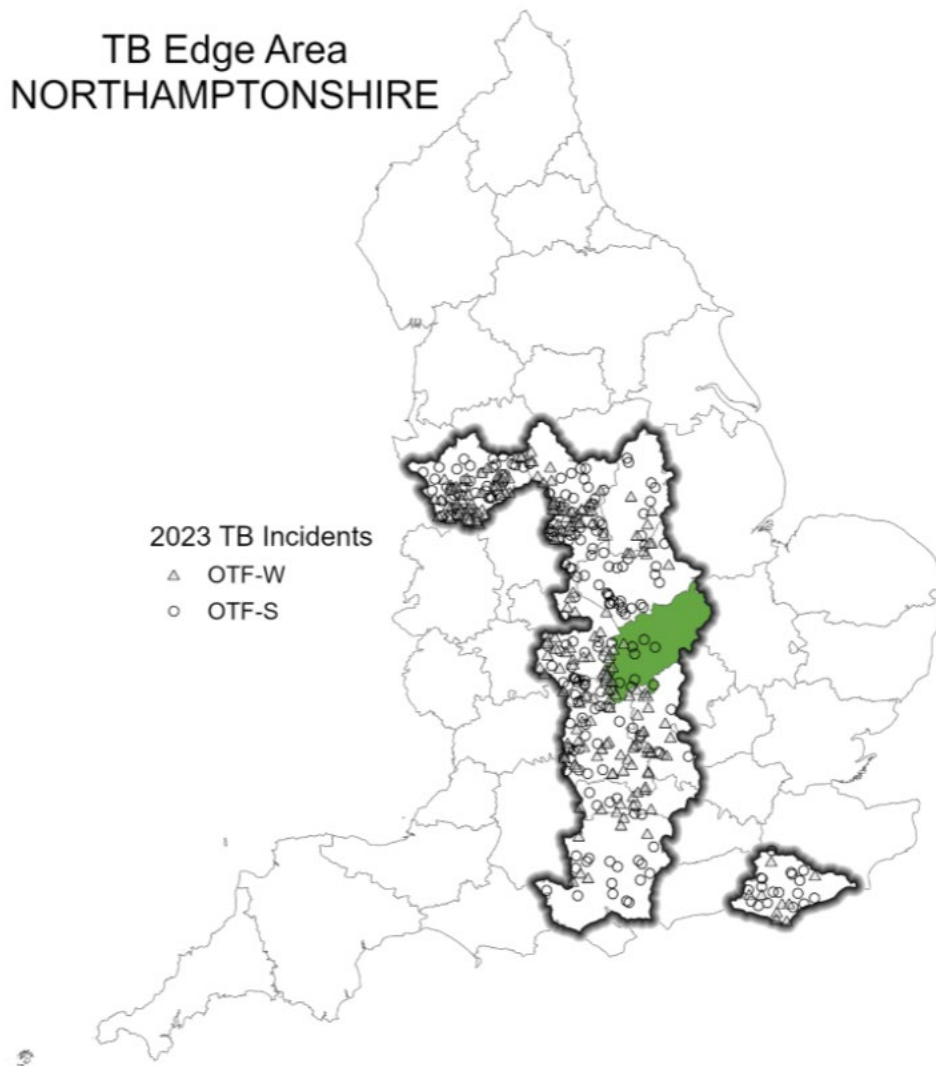 TB Edge Area
NORTHAMPTONSHIRE
2023 TB Incidents
OTF-W
OTF-S